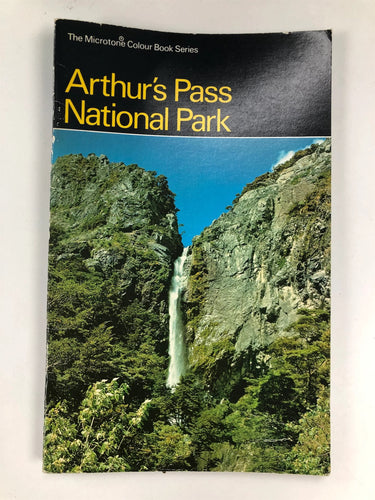 The Microtone® Colour Book Series
Arthur's Pass
National Park